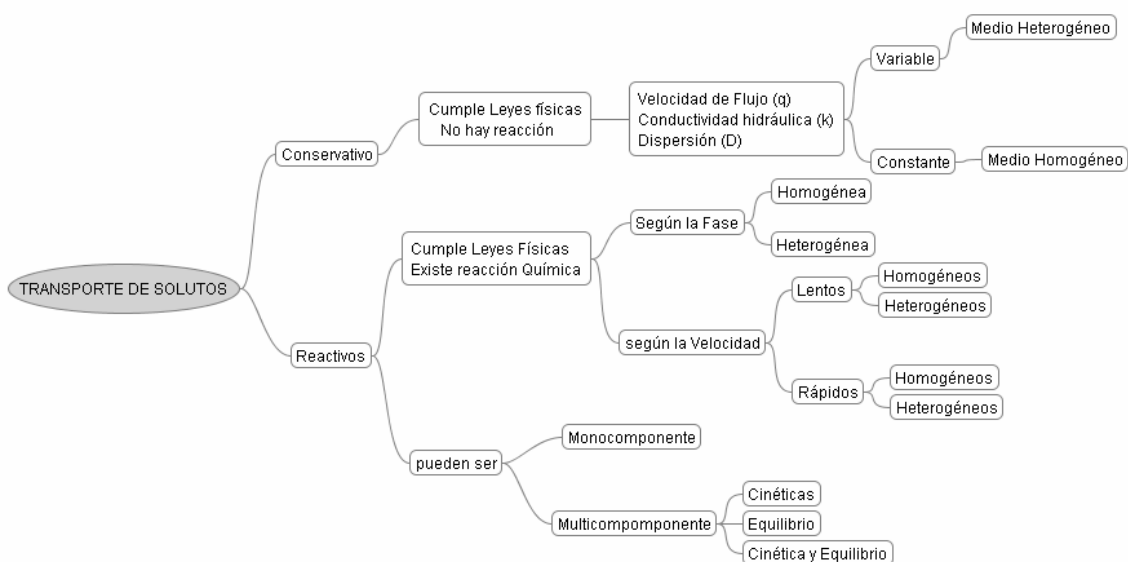 TRANSPORTE DE SOLUTOS
Conservativo
Cumple Leyes físicas
No hay reacción
Velocidad de Flujo (q)
Conductividad hidráulica (k)
Dispersión (D)
Variable
Medio Heterogéneo
Constante
Medio Homogéneo
Reactivos
Cumple Leyes Físicas
Existe reacción Química
Según la Fase
Homogénea
Heterogénea
según la Velocidad
Lentos
Homogéneos
Heterogéneos
Rápidos
Homogéneos
Heterogéneos
pueden ser
Monocomponente
Multicompomponente
Cinéticas
Equilibrio
Cinética y Equilibrio